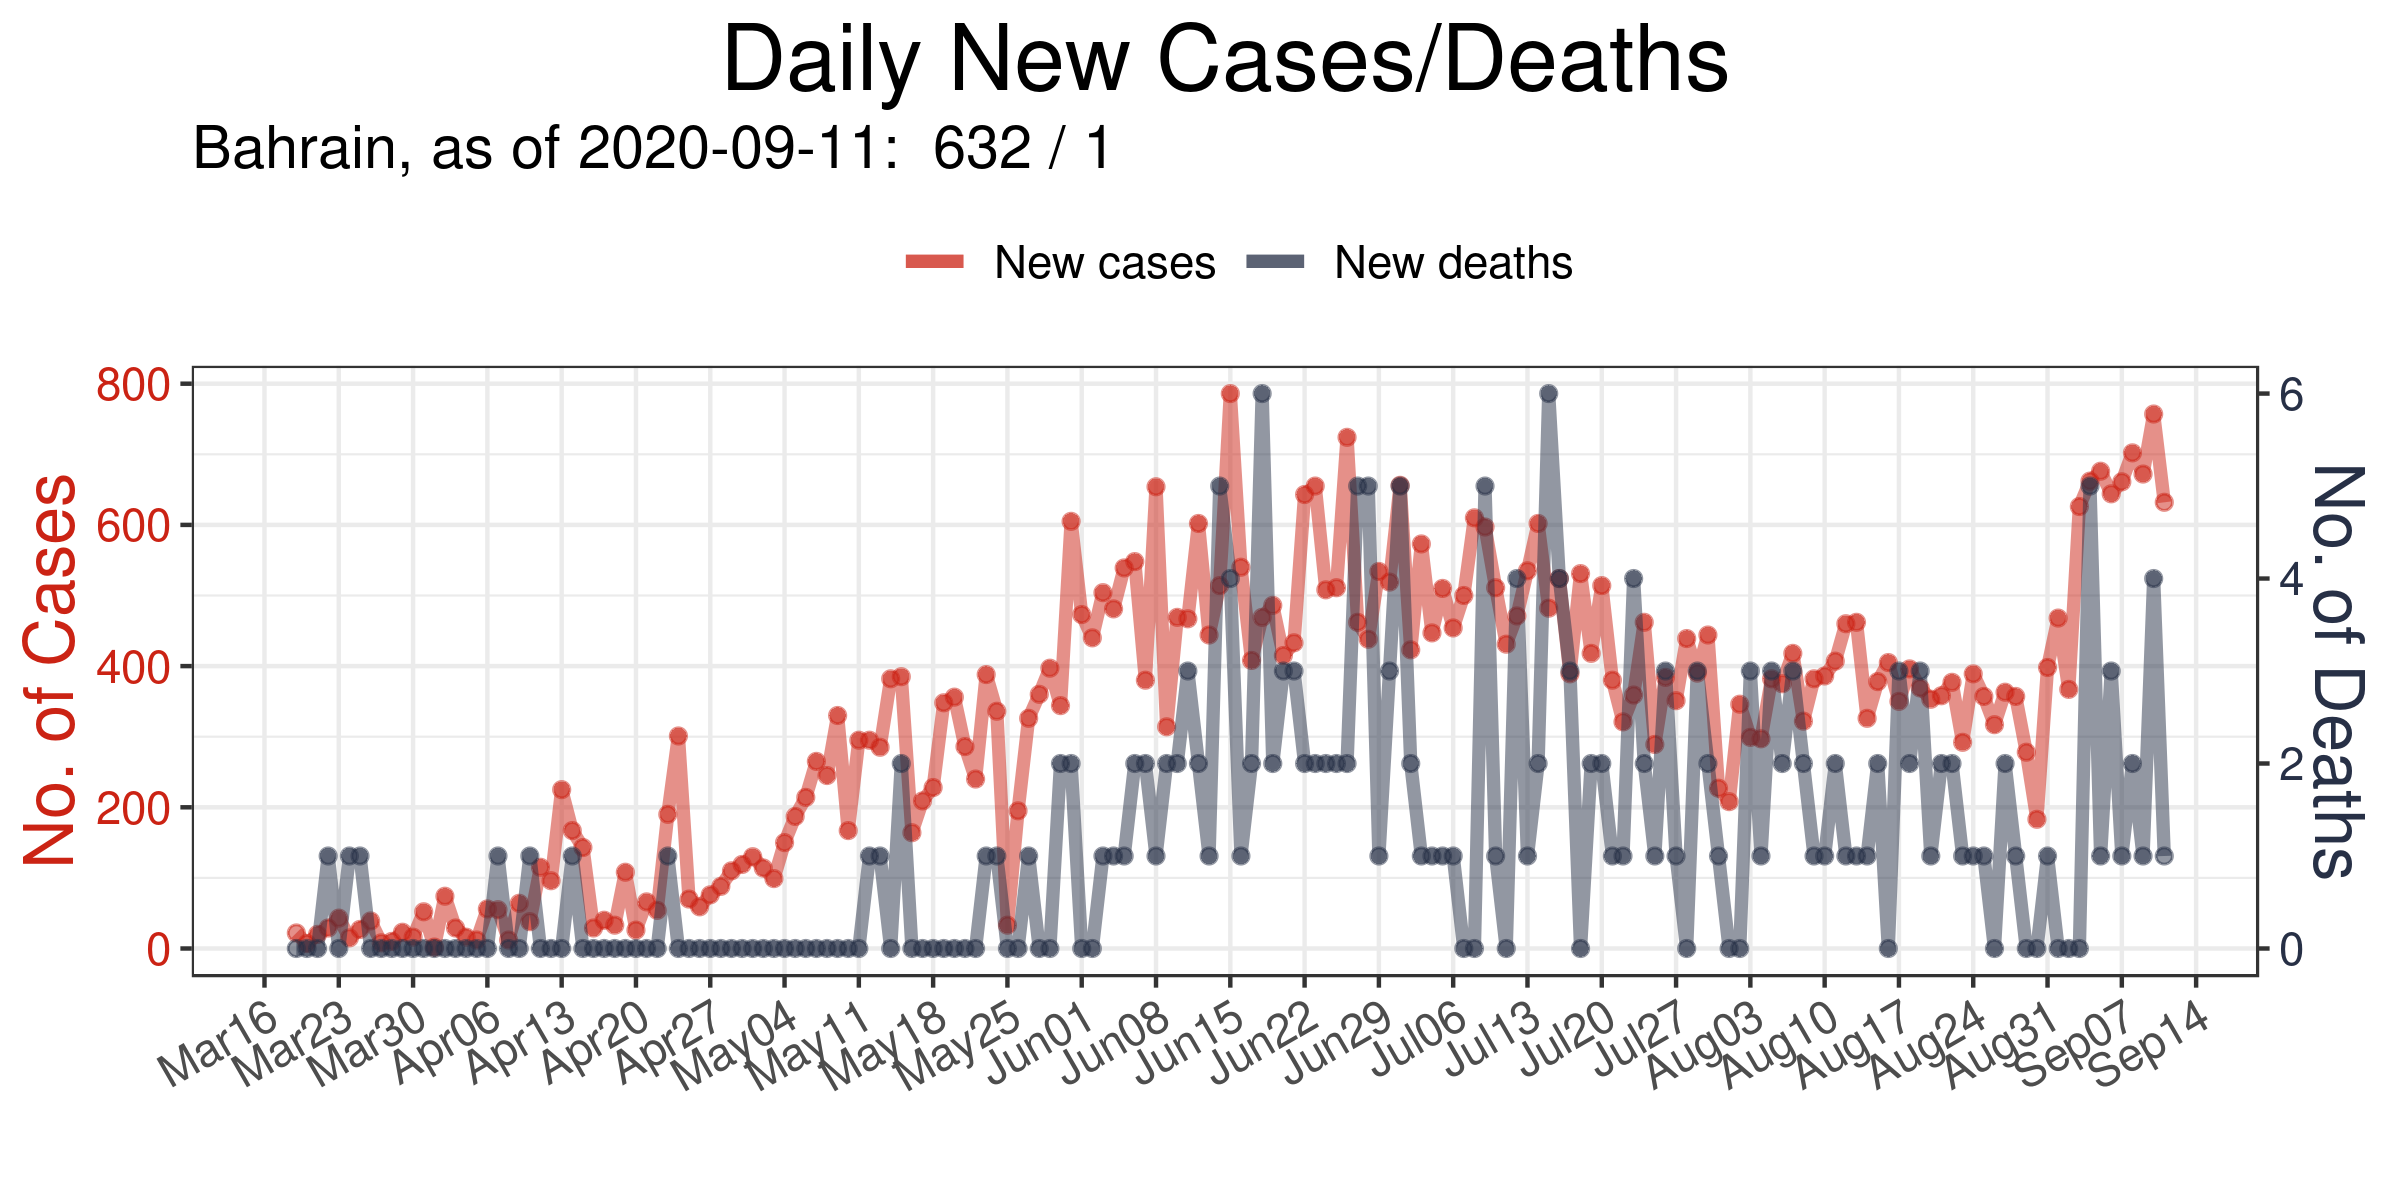 Daily New Cases/Deaths
Bahrain, as of 2020-09-11:  632 / 1
New cases
New deaths
No. of Cases
800
600
400
200
0
6
4
2
0
No. of Deaths
Mar16
Mar23
Mar30
Apr06
Apr13
Apr20
Apr27
May04
May11
May18
May25
Jun01
Jun08
Jun15
Jun22
Jun29
Jul06
Jul13
Jul20
Jul27
Aug03
Aug10
Aug17
Aug24
Aug31
Sep07
Sep14